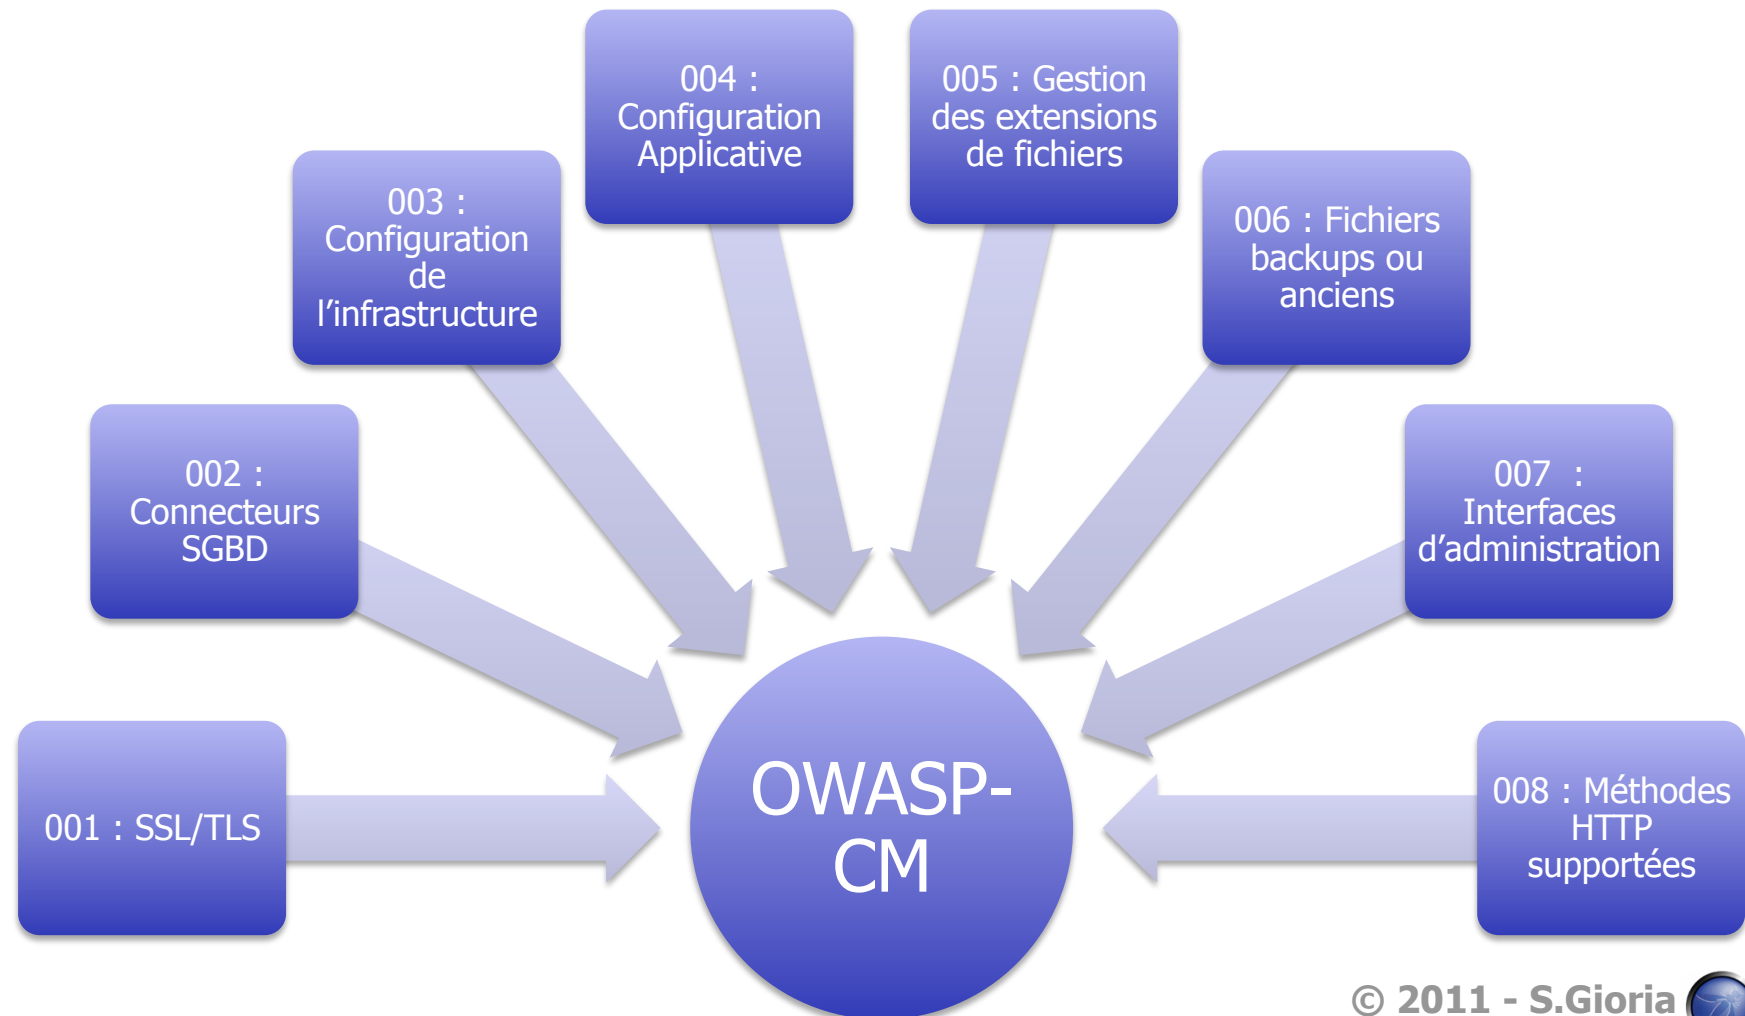 001 : SSL/TLS
002 :
Connecteurs
SGBD
003 :
Configuration
de
l’infrastructure
004 :
Configuration
Applicative
005 : Gestion
des extensions
de fichiers
006 : Fichiers
backups ou
anciens
007  :
Interfaces
d’administration
008 : Méthodes
HTTP
supportées
OWASP-
CM
© 2011 - S.Gioria